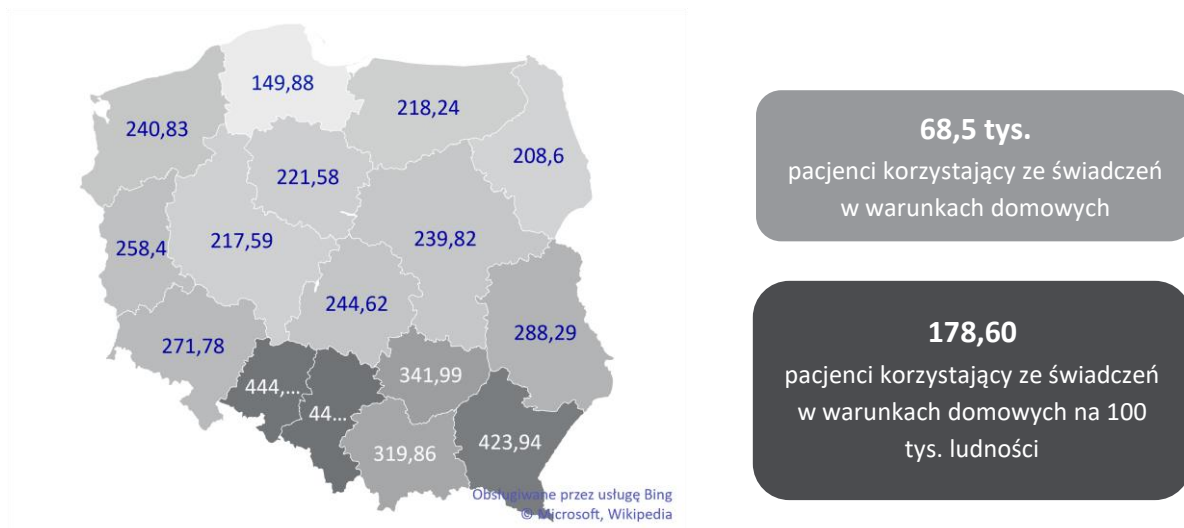 149,88
218,24
240,83
208,6
221,58
217,59
239,82
258,4
244,62
288,29
271,78
341,99
444,...
44...
423,94
319,86
Obsługiwane przez usługę Bing
© Microsoft, Wikipedia
68,5 tys.
pacjenci korzystający ze świadczeń
w warunkach domowych
178,60
pacjenci korzystający ze świadczeń
w warunkach domowych na 100
tys. ludności